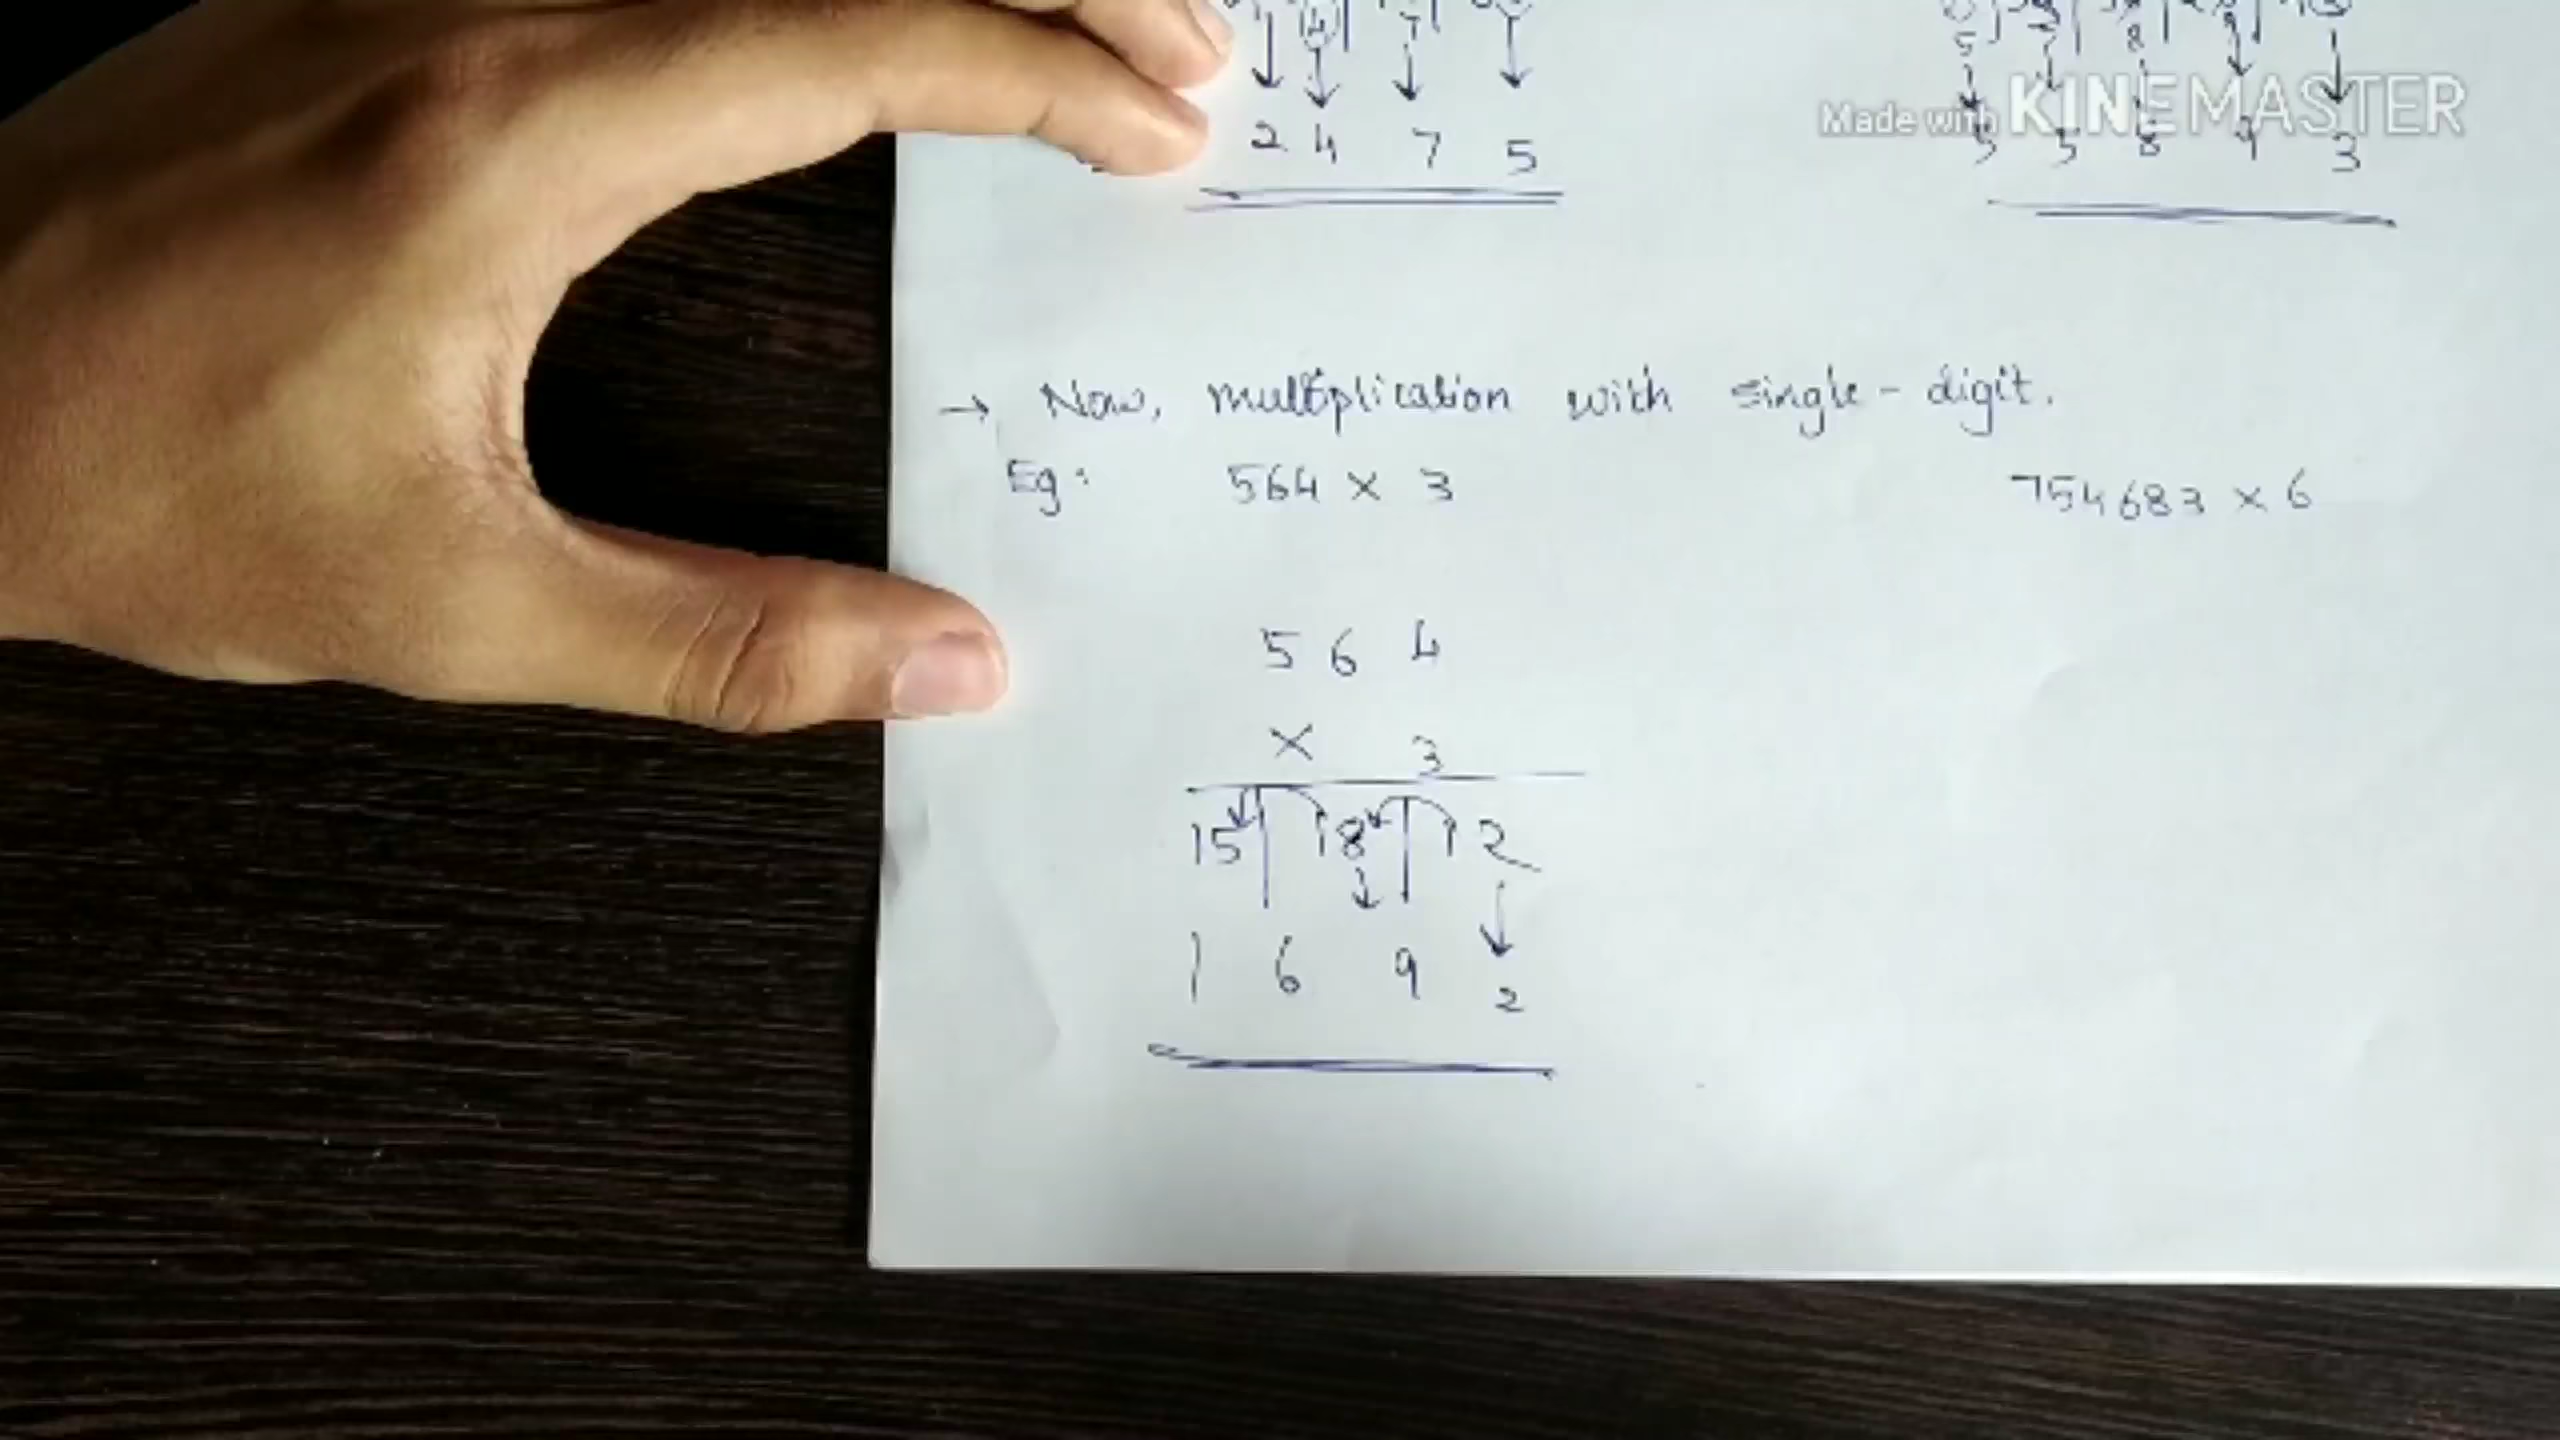 2 4 7 5
5 5 8 9 3
Made with KINEMASTER
→ Now, multiplication with single-digit.
Eg: 564 x 3
754683 x 6
5 6 4
x 3
15 | 18 | 12
1 6 9 2